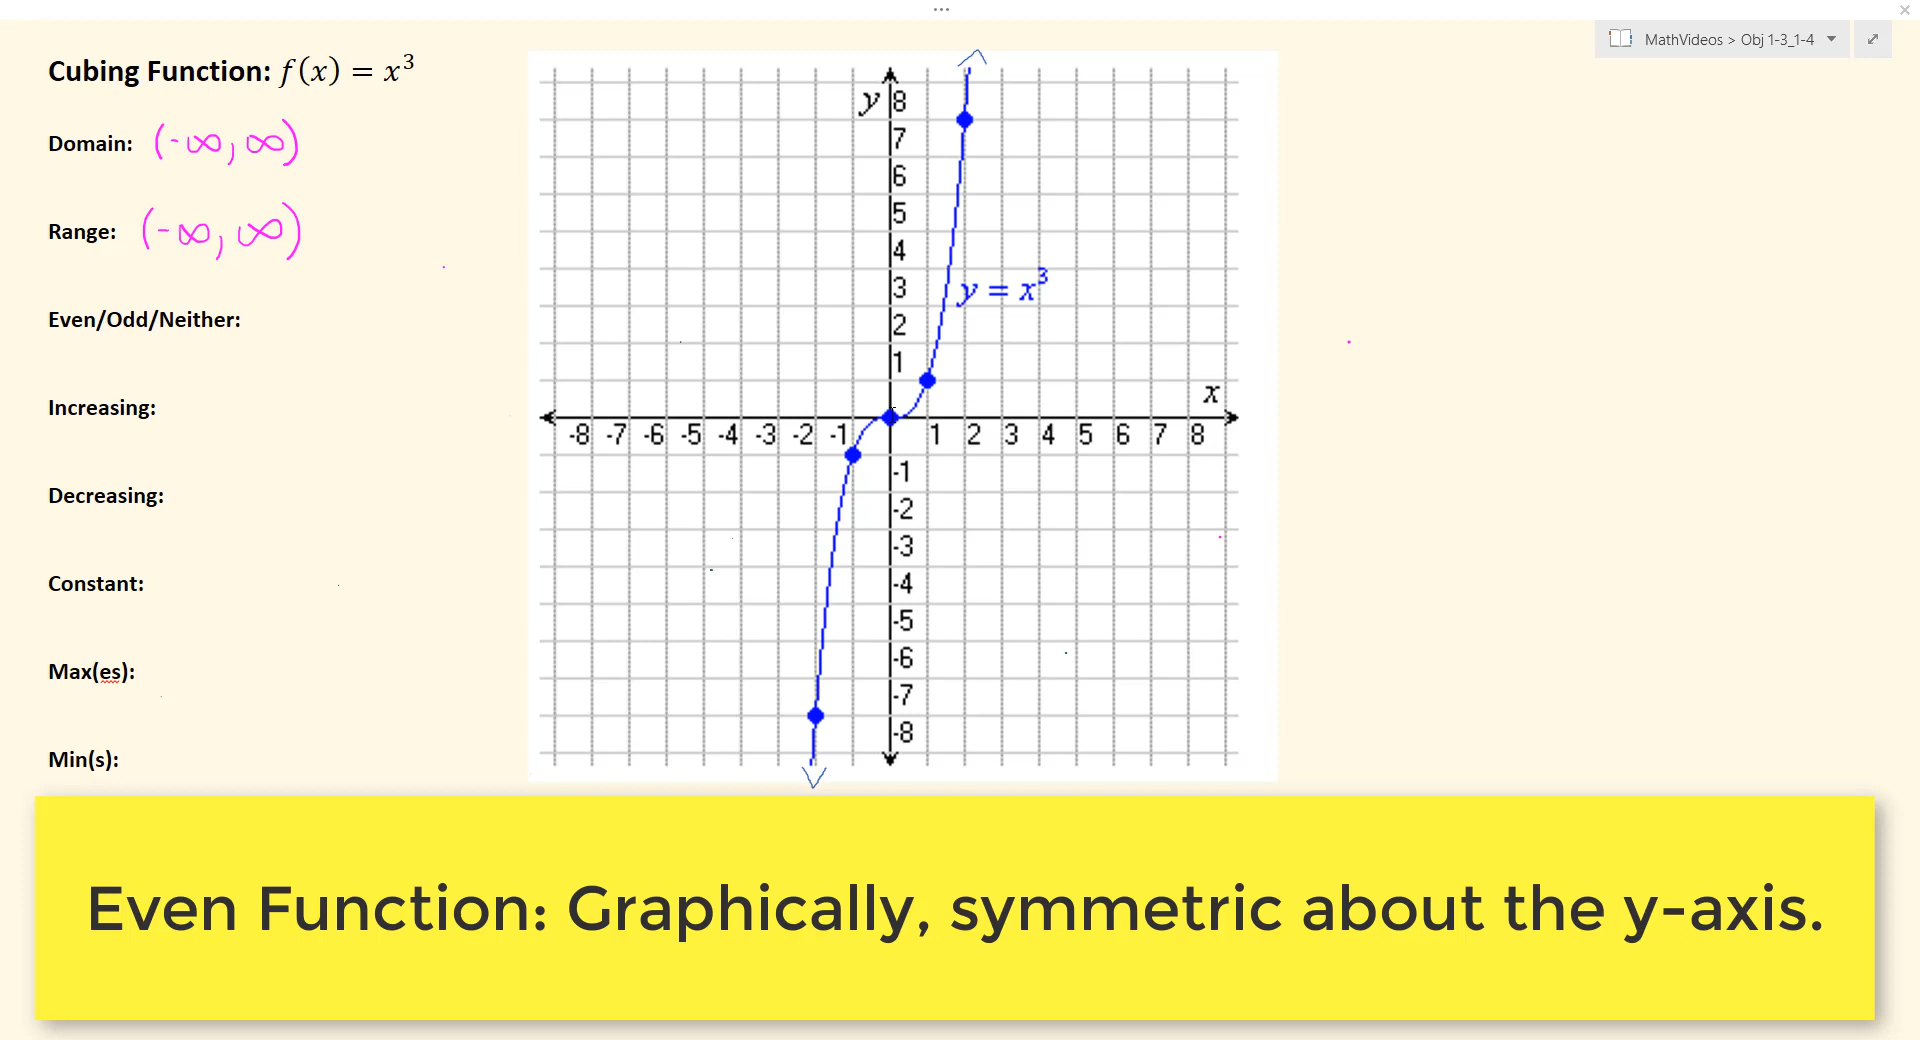 MathVideos > Obj 1-3_1-4
Cubing Function: f(x) = x³
Domain: (-∞, ∞)
Range: (-∞, ∞)
Even/Odd/Neither:
Increasing:
Decreasing:
Constant:
Max(es):
Min(s):
y
8
7
6
5
4
3
2
1
y = x³
x
-8 -7 -6 -5 -4 -3 -2 -1 1 2 3 4 5 6 7 8
-1
-2
-3
-4
-5
-6
-7
-8
Even Function: Graphically, symmetric about the y-axis.